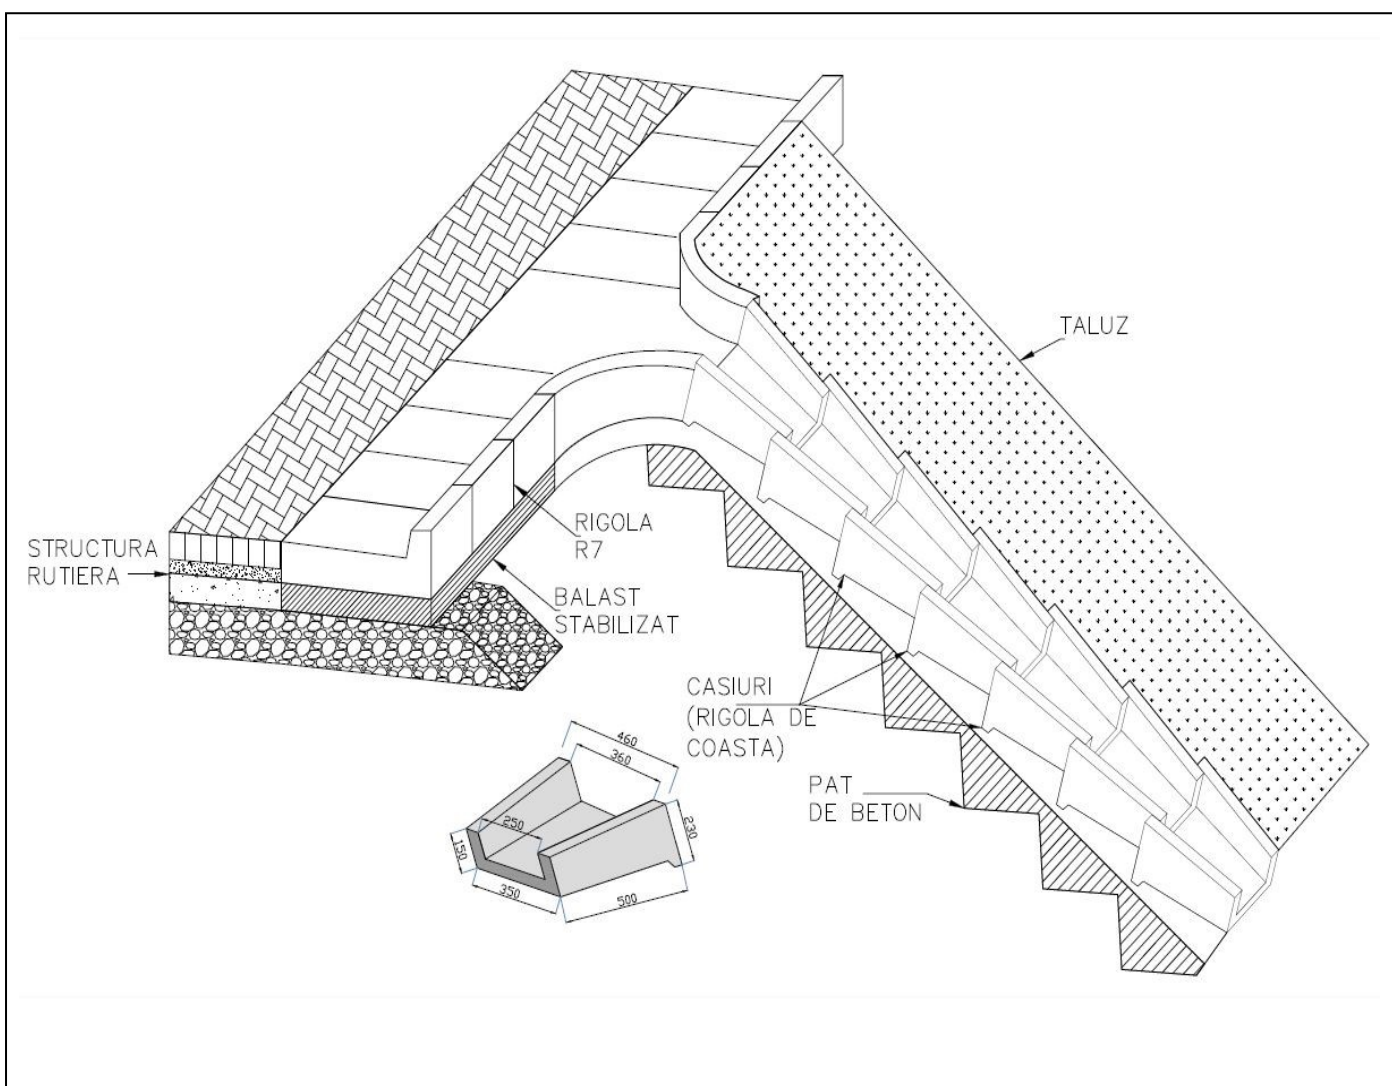 TALUZ
RIGOLA
R7
STRUCTURA
RUTIERA
BALAST
STABILIZAT
CASIURI
(RIGOLA DE
COASTA)
PAT
DE BETON
460
360
250
230
150
350
500